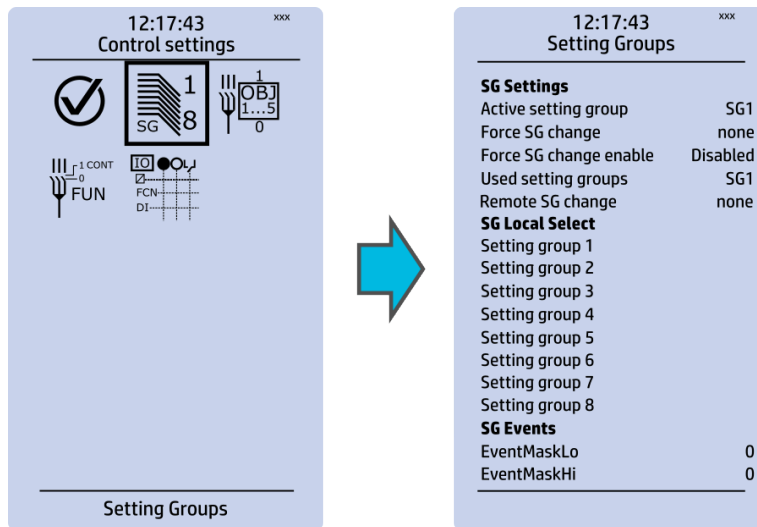 12:17:43 xxx
Control settings
1
SG 8
1
OBJ
1...5
0
1 CONT
0
FUN
IO
FCN
DI
Setting Groups
12:17:43 xxx
Setting Groups
SG Settings
Active setting group SG1
Force SG change none
Force SG change enable Disabled
Used setting groups SG1
Remote SG change none
SG Local Select
Setting group 1
Setting group 2
Setting group 3
Setting group 4
Setting group 5
Setting group 6
Setting group 7
Setting group 8
SG Events
EventMaskLo 0
EventMaskHi 0